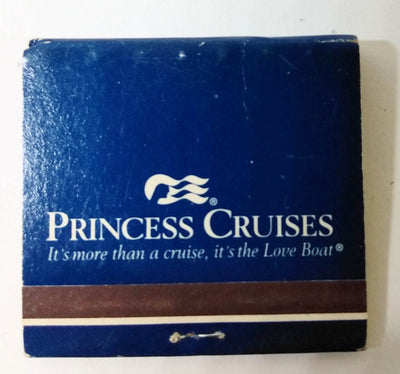 ®
PRINCESS CRUISES
It's more than a cruise, it's the Love Boat®